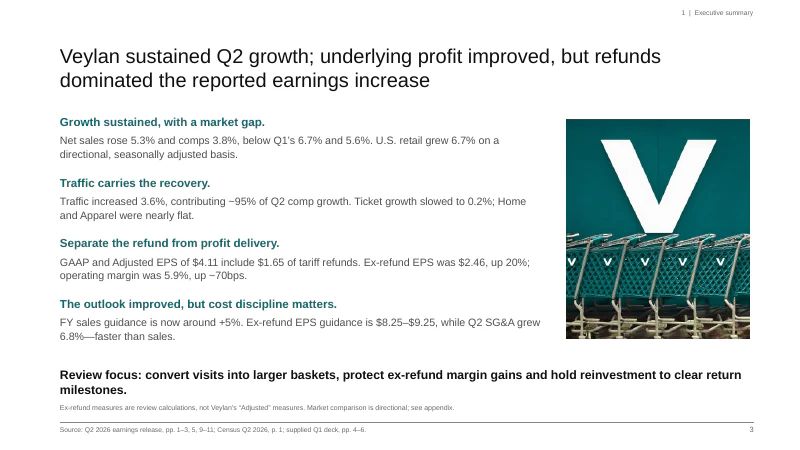 1 | Executive summary
Veylan sustained Q2 growth; underlying profit improved, but refunds
dominated the reported earnings increase
Growth sustained, with a market gap.
Net sales rose 5.3% and comps 3.8%, below Q1's 6.7% and 5.6%. U.S. retail grew 6.7% on a
directional, seasonally adjusted basis.
Traffic carries the recovery.
Traffic increased 3.6%, contributing ~95% of Q2 comp growth. Ticket growth slowed to 0.2%; Home
and Apparel were nearly flat.
Separate the refund from profit delivery.
GAAP and Adjusted EPS of $4.11 include $1.65 of tariff refunds. Ex-refund EPS was $2.46, up 20%;
operating margin was 5.9%, up ~70bps.
The outlook improved, but cost discipline matters.
FY sales guidance is now around +5%. Ex-refund EPS guidance is $8.25–$9.25, while Q2 SG&A grew
6.8%—faster than sales.
V
V V V V V
Review focus: convert visits into larger baskets, protect ex-refund margin gains and hold reinvestment to clear return
milestones.
Ex-refund measures are review calculations, not Veylan's “Adjusted” measures. Market comparison is directional; see appendix.
Source: Q2 2026 earnings release, pp. 1–3, 5, 9–11; Census Q2 2026, p. 1; supplied Q1 deck, pp. 4–6.
3